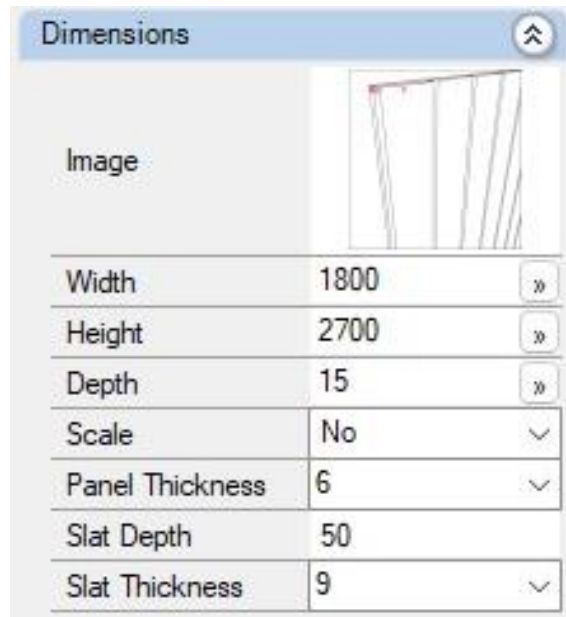 Dimensions
Image
Width 1800 »
Height 2700 »
Depth 15 »
Scale No
Panel Thickness 6
Slat Depth 50
Slat Thickness 9